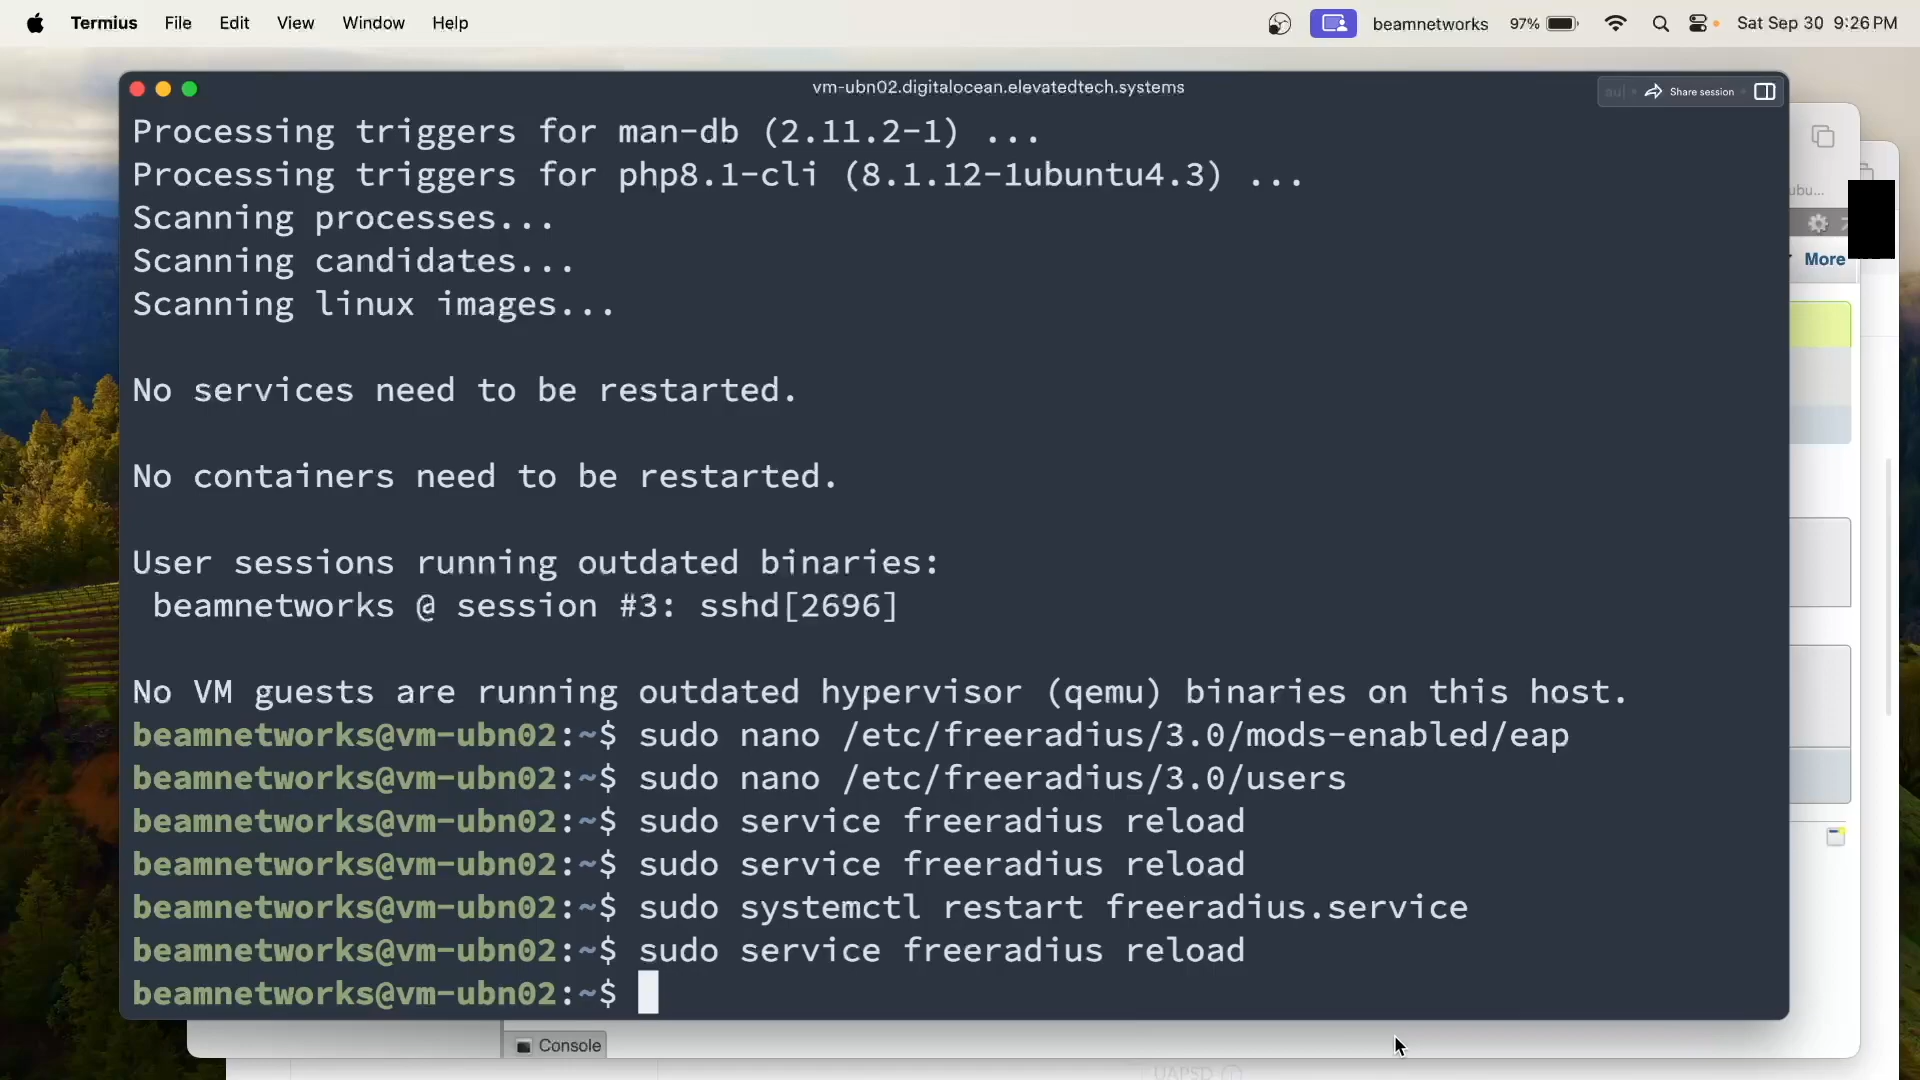 Termius File Edit View Window Help
beamnetworks 97% Sat Sep 30 9:26 PM
vm-ubn02.digitalocean.elevatedtech.systems
Share session
Processing triggers for man-db (2.11.2-1) ...
Processing triggers for php8.1-cli (8.1.12-1ubuntu4.3) ...
Scanning processes...
Scanning candidates...
Scanning linux images...
No services need to be restarted.
No containers need to be restarted.
User sessions running outdated binaries:
beamnetworks @ session #3: sshd[2696]
No VM guests are running outdated hypervisor (qemu) binaries on this host.
beamnetworks@vm-ubn02:~$ sudo nano /etc/freeradius/3.0/mods-enabled/eap
beamnetworks@vm-ubn02:~$ sudo nano /etc/freeradius/3.0/users
beamnetworks@vm-ubn02:~$ sudo service freeradius reload
beamnetworks@vm-ubn02:~$ sudo service freeradius reload
beamnetworks@vm-ubn02:~$ sudo systemctl restart freeradius.service
beamnetworks@vm-ubn02:~$ sudo service freeradius reload
beamnetworks@vm-ubn02:~$
ubu...
More
Console
UAPSD